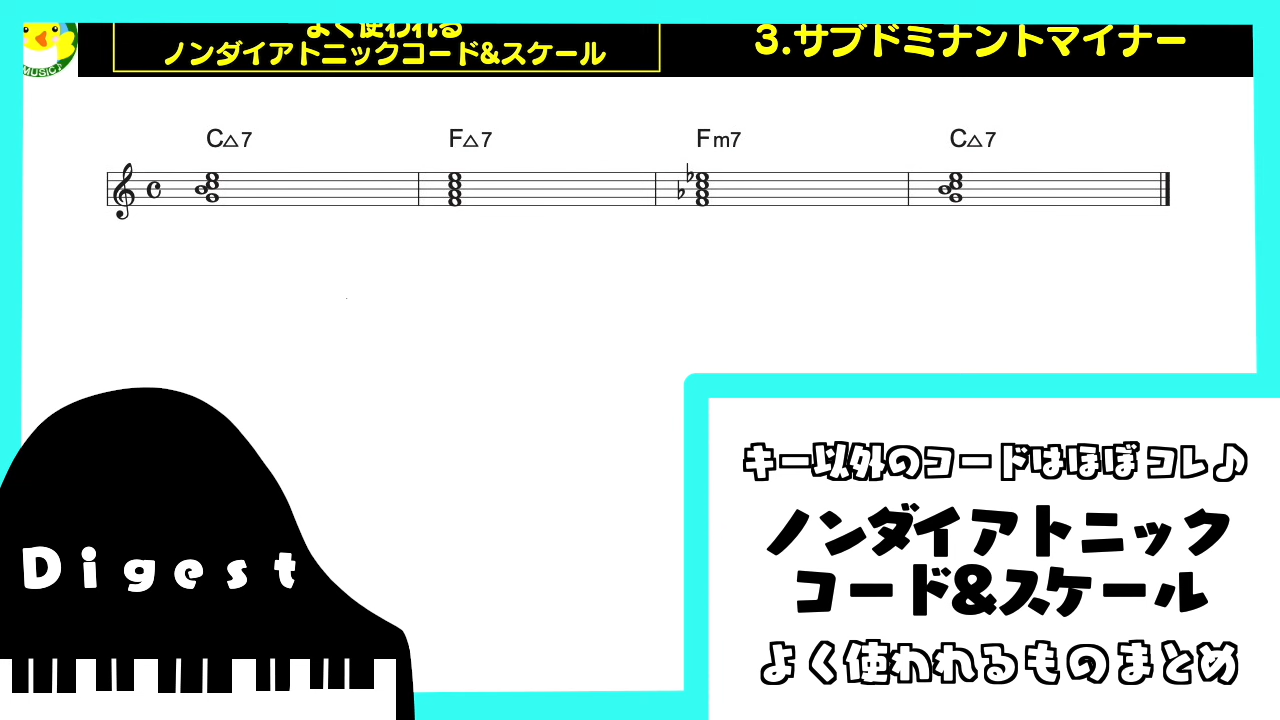 MUSIC♪
よく使われる
ノンダイアトニックコード&スケール
3.サブドミナントマイナー
C△7 F△7 Fm7 C△7
キー以外のコードはほぼコレ♪
ノンダイアトニック
コード&スケール
よく使われるものまとめ
Digest